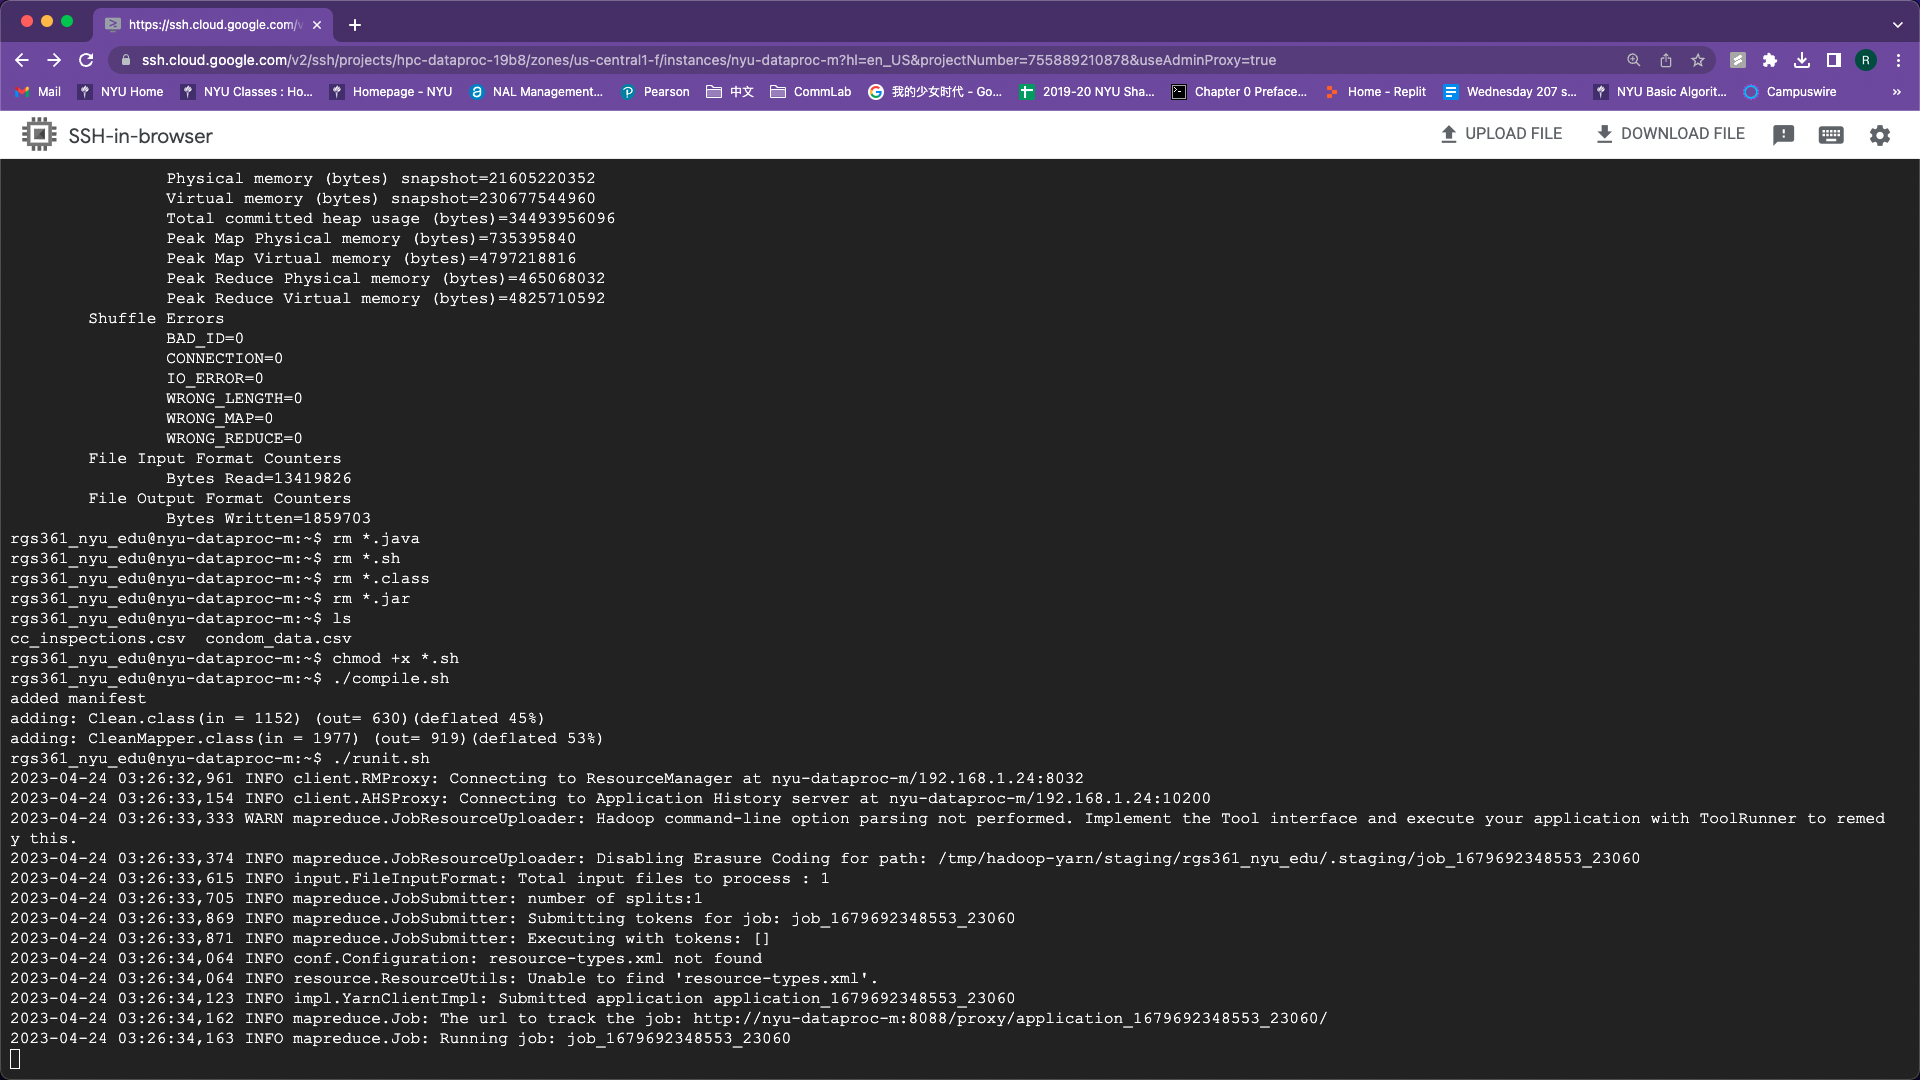 https://ssh.cloud.google.com/v
ssh.cloud.google.com/v2/ssh/projects/hpc-dataproc-19b8/zones/us-central1-f/instances/nyu-dataproc-m?hl=en_US&projectNumber=755889210878&useAdminProxy=true
R
Mail NYU Home NYU Classes : Ho... Homepage - NYU NAL Management... Pearson 中文 CommLab 我的少女时代 - Go... 2019-20 NYU Sha... Chapter 0 Preface... Home - Replit Wednesday 207 s... NYU Basic Algorit... Campuswire »
SSH-in-browser UPLOAD FILE DOWNLOAD FILE
Physical memory (bytes) snapshot=21605220352
Virtual memory (bytes) snapshot=230677544960
Total committed heap usage (bytes)=34493956096
Peak Map Physical memory (bytes)=735395840
Peak Map Virtual memory (bytes)=4797218816
Peak Reduce Physical memory (bytes)=465068032
Peak Reduce Virtual memory (bytes)=4825710592
Shuffle Errors
BAD_ID=0
CONNECTION=0
IO_ERROR=0
WRONG_LENGTH=0
WRONG_MAP=0
WRONG_REDUCE=0
File Input Format Counters
Bytes Read=13419826
File Output Format Counters
Bytes Written=1859703
rgs361_nyu_edu@nyu-dataproc-m:~$ rm *.java
rgs361_nyu_edu@nyu-dataproc-m:~$ rm *.sh
rgs361_nyu_edu@nyu-dataproc-m:~$ rm *.class
rgs361_nyu_edu@nyu-dataproc-m:~$ rm *.jar
rgs361_nyu_edu@nyu-dataproc-m:~$ ls
cc_inspections.csv  condom_data.csv
rgs361_nyu_edu@nyu-dataproc-m:~$ chmod +x *.sh
rgs361_nyu_edu@nyu-dataproc-m:~$ ./compile.sh
added manifest
adding: Clean.class(in = 1152) (out= 630)(deflated 45%)
adding: CleanMapper.class(in = 1977) (out= 919)(deflated 53%)
rgs361_nyu_edu@nyu-dataproc-m:~$ ./runit.sh
2023-04-24 03:26:32,961 INFO client.RMProxy: Connecting to ResourceManager at nyu-dataproc-m/192.168.1.24:8032
2023-04-24 03:26:33,154 INFO client.AHSProxy: Connecting to Application History server at nyu-dataproc-m/192.168.1.24:10200
2023-04-24 03:26:33,333 WARN mapreduce.JobResourceUploader: Hadoop command-line option parsing not performed. Implement the Tool interface and execute your application with ToolRunner to remed
y this.
2023-04-24 03:26:33,374 INFO mapreduce.JobResourceUploader: Disabling Erasure Coding for path: /tmp/hadoop-yarn/staging/rgs361_nyu_edu/.staging/job_1679692348553_23060
2023-04-24 03:26:33,615 INFO input.FileInputFormat: Total input files to process : 1
2023-04-24 03:26:33,705 INFO mapreduce.JobSubmitter: number of splits:1
2023-04-24 03:26:33,869 INFO mapreduce.JobSubmitter: Submitting tokens for job: job_1679692348553_23060
2023-04-24 03:26:33,871 INFO mapreduce.JobSubmitter: Executing with tokens: []
2023-04-24 03:26:34,064 INFO conf.Configuration: resource-types.xml not found
2023-04-24 03:26:34,064 INFO resource.ResourceUtils: Unable to find 'resource-types.xml'.
2023-04-24 03:26:34,123 INFO impl.YarnClientImpl: Submitted application application_1679692348553_23060
2023-04-24 03:26:34,162 INFO mapreduce.Job: The url to track the job: http://nyu-dataproc-m:8088/proxy/application_1679692348553_23060/
2023-04-24 03:26:34,163 INFO mapreduce.Job: Running job: job_1679692348553_23060